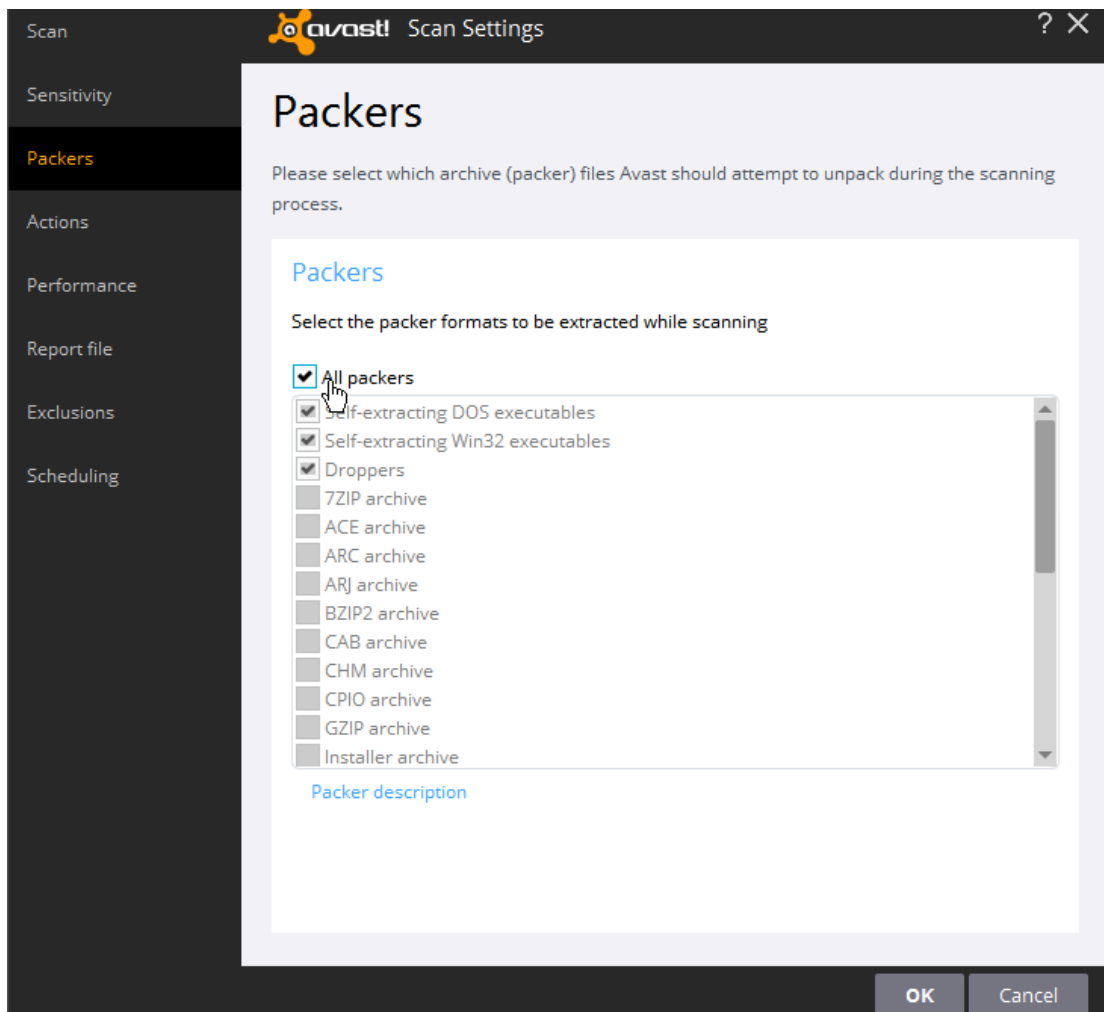 Scan
avast! Scan Settings
? X
Sensitivity
Packers
Actions
Performance
Report file
Exclusions
Scheduling
Packers
Please select which archive (packer) files Avast should attempt to unpack during the scanning
process.
Packers
Select the packer formats to be extracted while scanning
All packers
Self-extracting DOS executables
Self-extracting Win32 executables
Droppers
7ZIP archive
ACE archive
ARC archive
ARJ archive
BZIP2 archive
CAB archive
CHM archive
CPIO archive
GZIP archive
Installer archive
Packer description
OK
Cancel